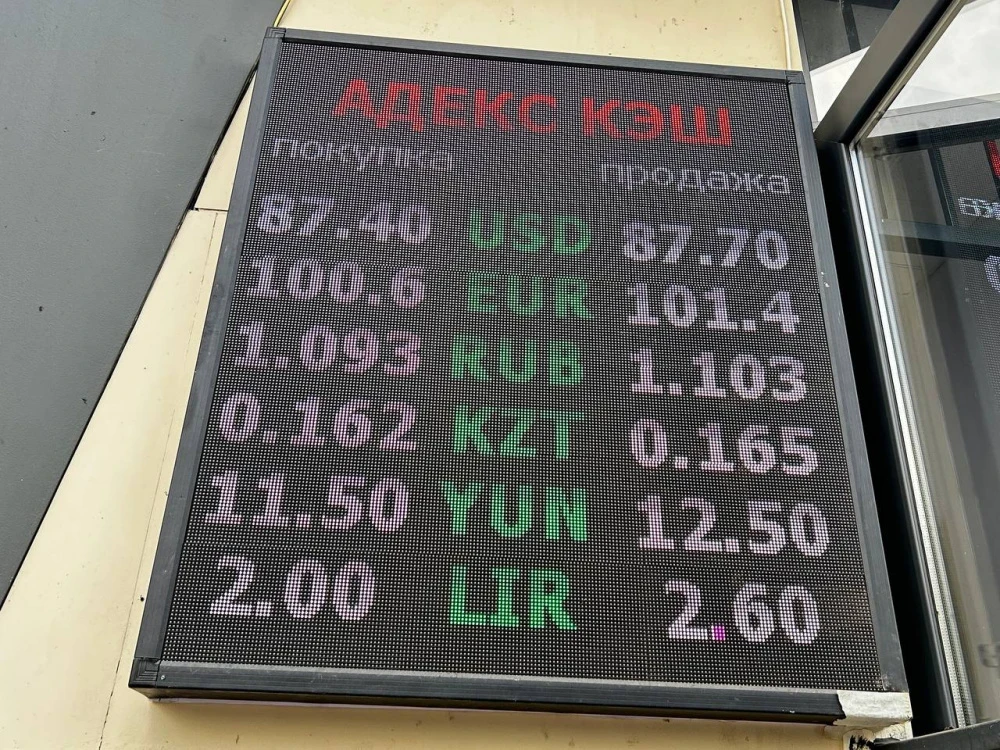 АДЕКС КЭШ
покупка продажа
87.40 USD 87.70
100.6 EUR 101.4
1.093 RUB 1.103
0.162 KZT 0.165
11.50 YUN 12.50
2.00 LIR 2.60